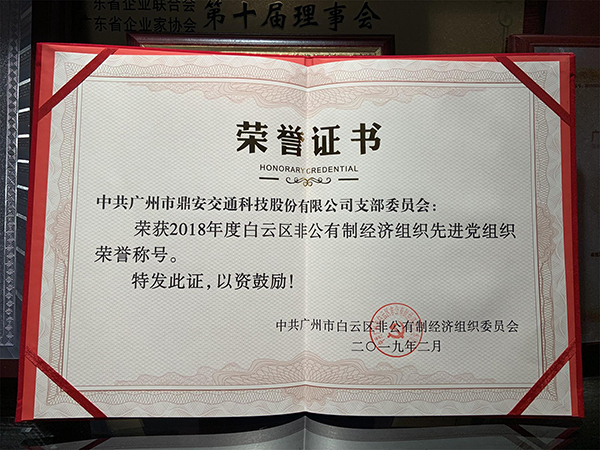 东省企业联合会
广东省企业家协会
第十届理事会
荣誉证书
HONORARY CREDENTIAL
中共广州市鼎安交通科技股份有限公司支部委员会：
荣获2018年度白云区非公有制经济组织先进党组织
荣誉称号。
特发此证，以资鼓励！
中共广州市白云区非公有制经济组织委员会
二〇一九年二月